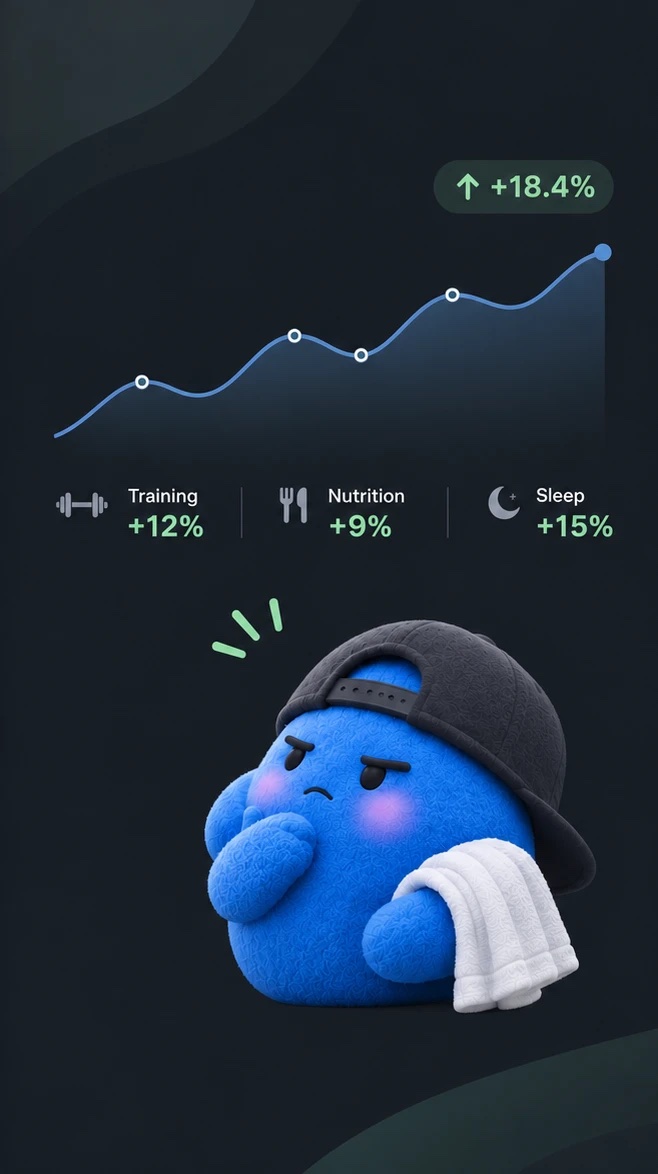 +18.4%
Training
+12%
Nutrition
+9%
Sleep
+15%